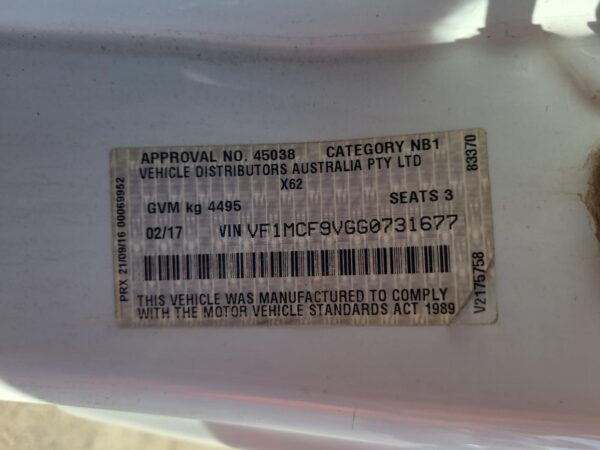 APPROVAL NO. 45038 CATEGORY NB1
VEHICLE DISTRIBUTORS AUSTRALIA PTY LTD
X62
GVM kg 4495 SEATS 3
02/17 VIN VF1MCF9VGG0731677
THIS VEHICLE WAS MANUFACTURED TO COMPLY
WITH THE MOTOR VEHICLE STANDARDS ACT 1989
PRX 21/09/16 00069952
V2175758 83370